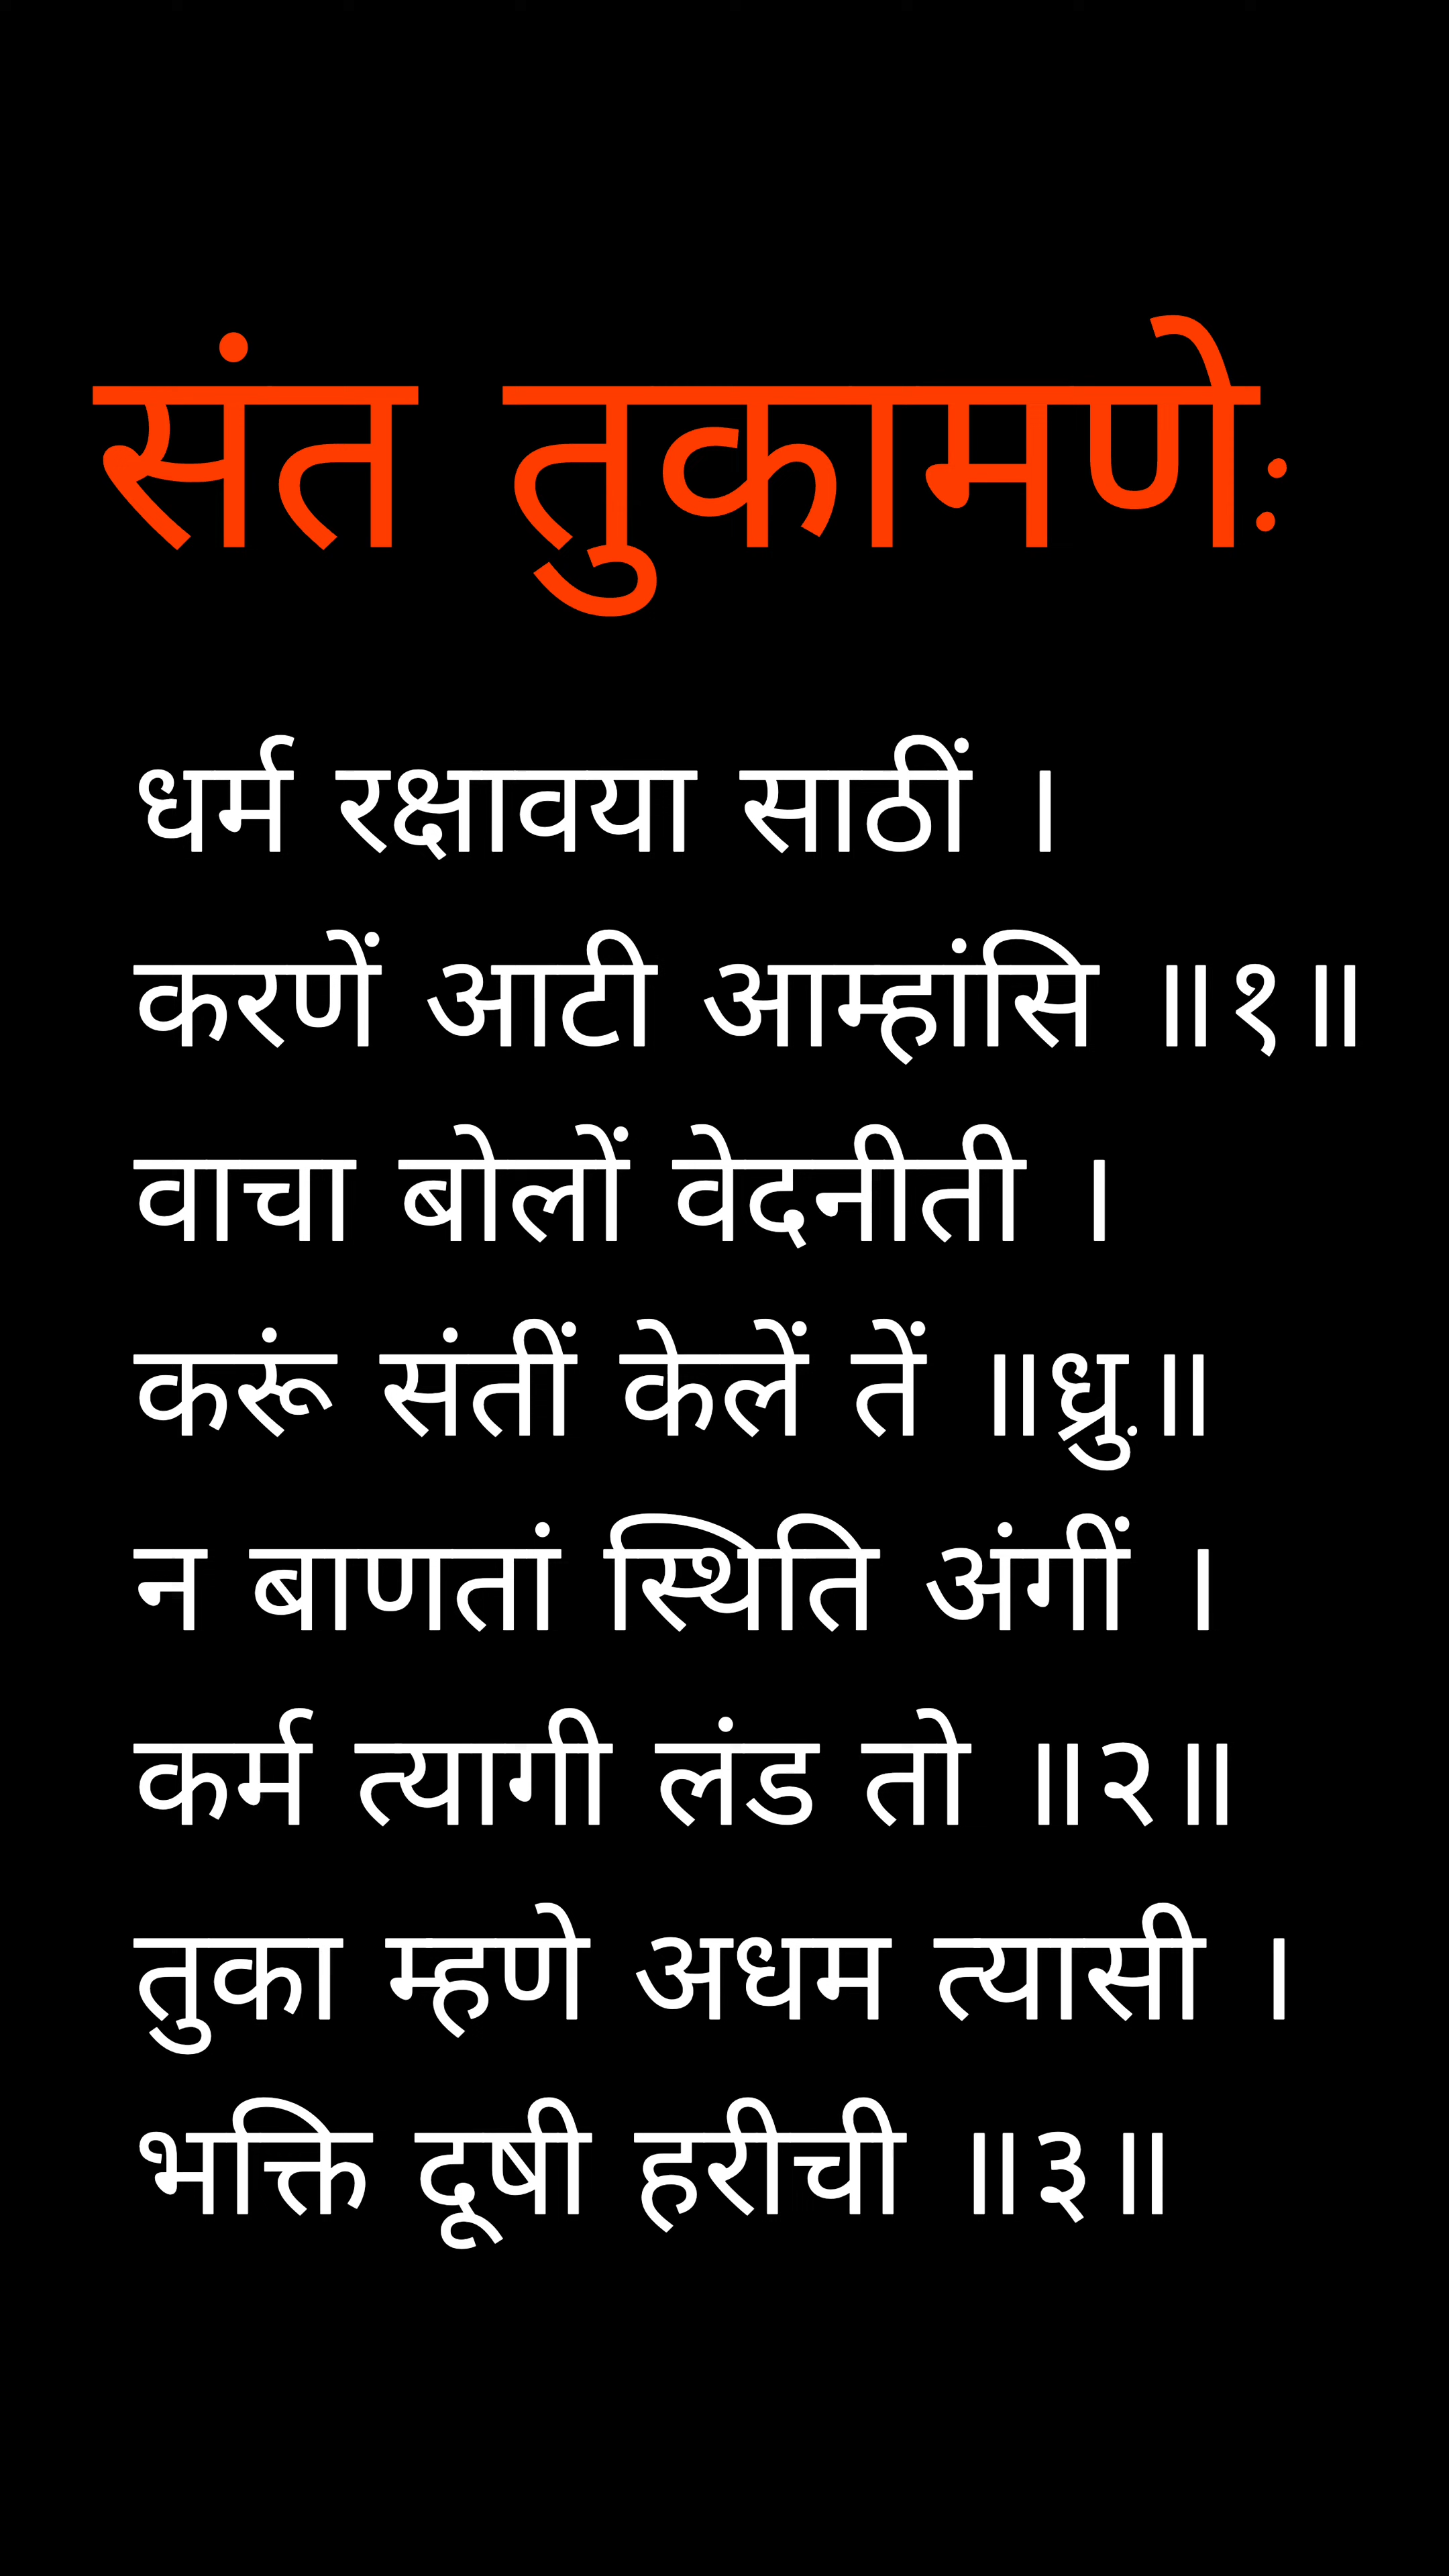 संत तुकामणे:
धर्म रक्षावया साठीं ।
करणें आटी आम्हांसि ॥१॥
वाचा बोलों वेदनीती ।
करूं संतीं केलें तें ॥ध्रु.॥
न बाणतां स्थिति अंगीं ।
कर्म त्यागी लंड तो ॥२॥
तुका म्हणे अधम त्यासी ।
भक्ति दूषी हरीची ॥३॥